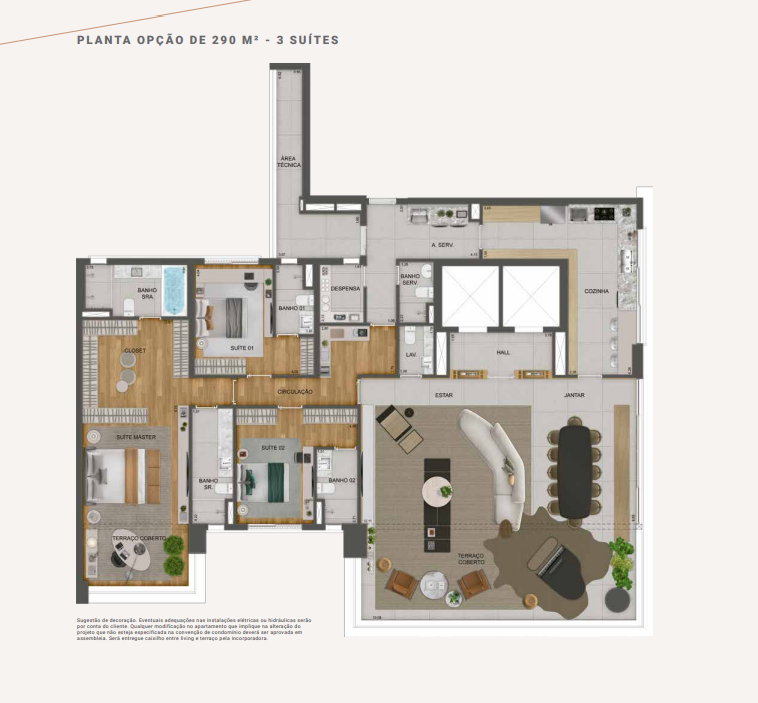 PLANTA OPÇÃO DE 290 M² - 3 SUÍTES
ÁREA
TÉCNICA
A. SERV.
BANHO
SRA.
DESPENSA
BANHO
SERV.
COZINHA
BANHO 01
SUÍTE 01
CLOSET
LAV.
HALL
CIRCULAÇÃO
ESTAR
JANTAR
SUÍTE MÁSTER
SUÍTE 02
BANHO
SR.
BANHO 02
TERRAÇO COBERTO
TERRAÇO
COBERTO
Sugestão de decoração. Eventuais adequações nas instalações elétricas ou hidráulicas serão
por conta do cliente. Qualquer modificação no apartamento que implique na alteração do
projeto que não esteja especificada na convenção de condomínio deverá ser aprovada em
assembleia. Será entregue caixilho entre living e terraço pela incorporadora.